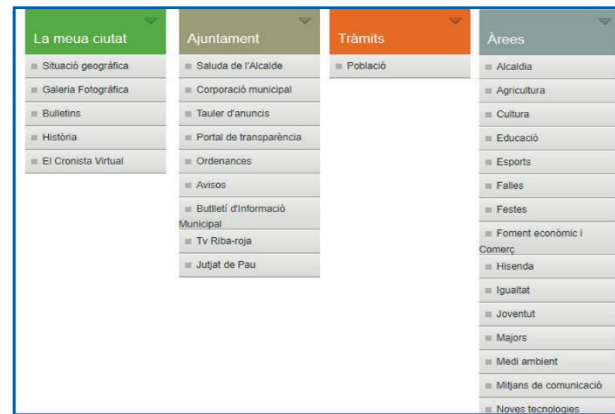 La meua ciutat
Situació geográfica
Galeria Fotográfica
Bulletins
Història
El Cronista Virtual
Ajuntament
Saluda de l'Alcalde
Corporació municipal
Tauler d'anuncis
Portal de transparència
Ordenances
Avisos
Butlletí d'Informació
Municipal
Tv Riba-roja
Jutjat de Pau
Tràmits
Població
Àrees
Alcaldia
Agricultura
Cultura
Educació
Esports
Falles
Festes
Foment econòmic i
Comerç
Hisenda
Igualtat
Joventut
Majors
Medi ambient
Mitjans de comunicació
Noves tecnologies